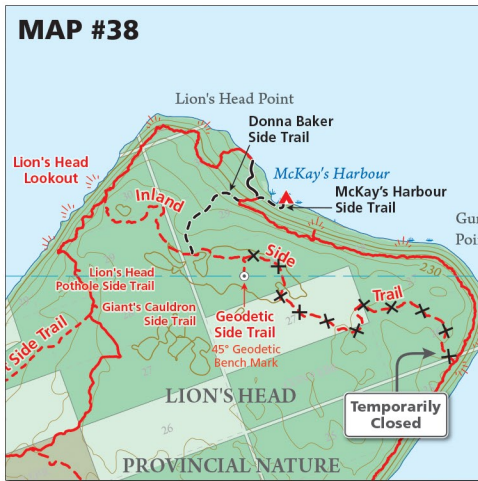 MAP #38
Lion's Head Point
Donna Baker
Side Trail
McKay's Harbour
McKay's Harbour
Side Trail
Lion's Head
Lookout
Inland
Side
Trail
230
Lion's Head
Pothole Side Trail
Giant's Cauldron
Side Trail
Geodetic
Side Trail
45° Geodetic
Bench Mark
Side Trail
27
26
LION'S HEAD
Temporarily
Closed
PROVINCIAL NATURE